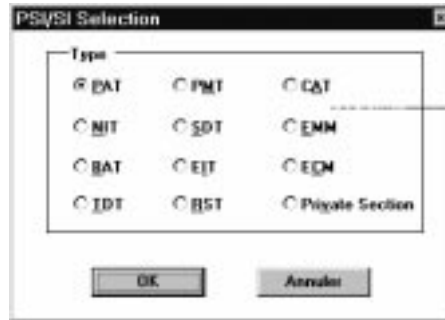 PSI/SI Selection
Type
PAT PMT CAT
NIT SDT EMM
BAT EIT ECM
TDT RST Private Section
OK Annuler